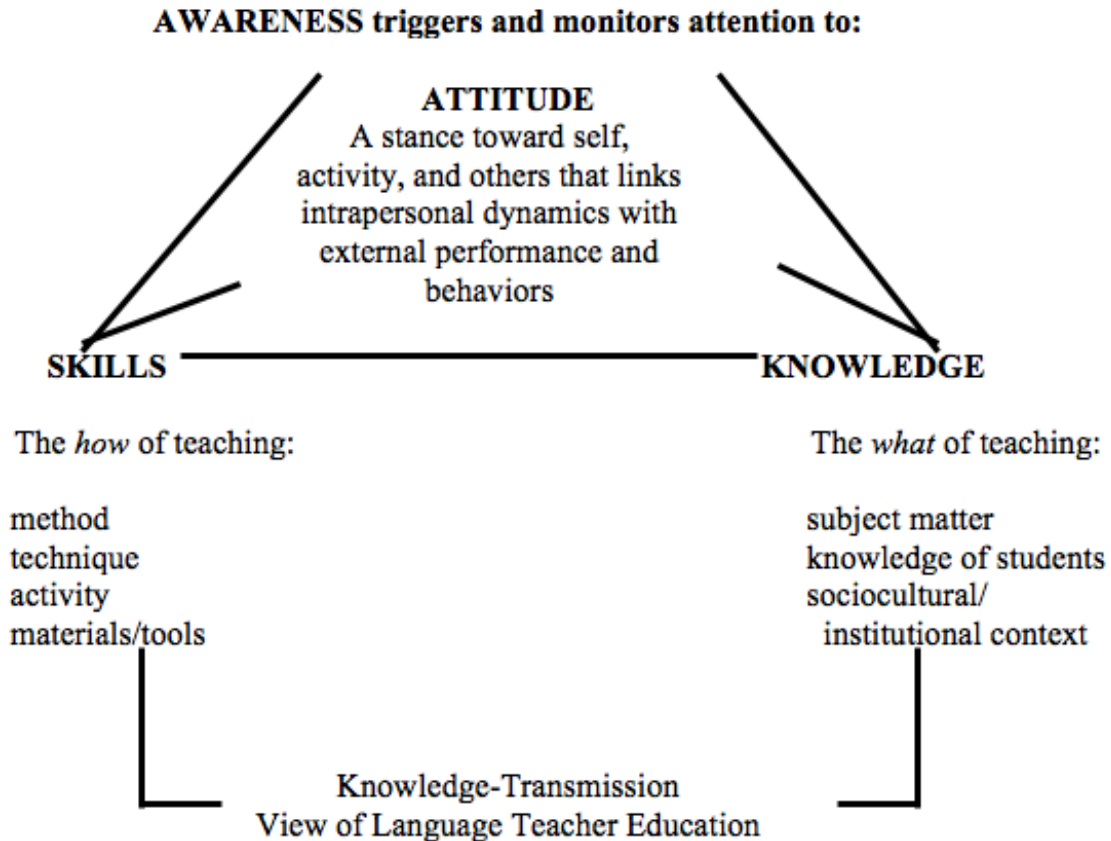 AWARENESS triggers and monitors attention to:
ATTITUDE
A stance toward self,
activity, and others that links
intrapersonal dynamics with
external performance and
behaviors
SKILLS
KNOWLEDGE
The how of teaching:
method
technique
activity
materials/tools
The what of teaching:
subject matter
knowledge of students
sociocultural/
institutional context
Knowledge-Transmission
View of Language Teacher Education